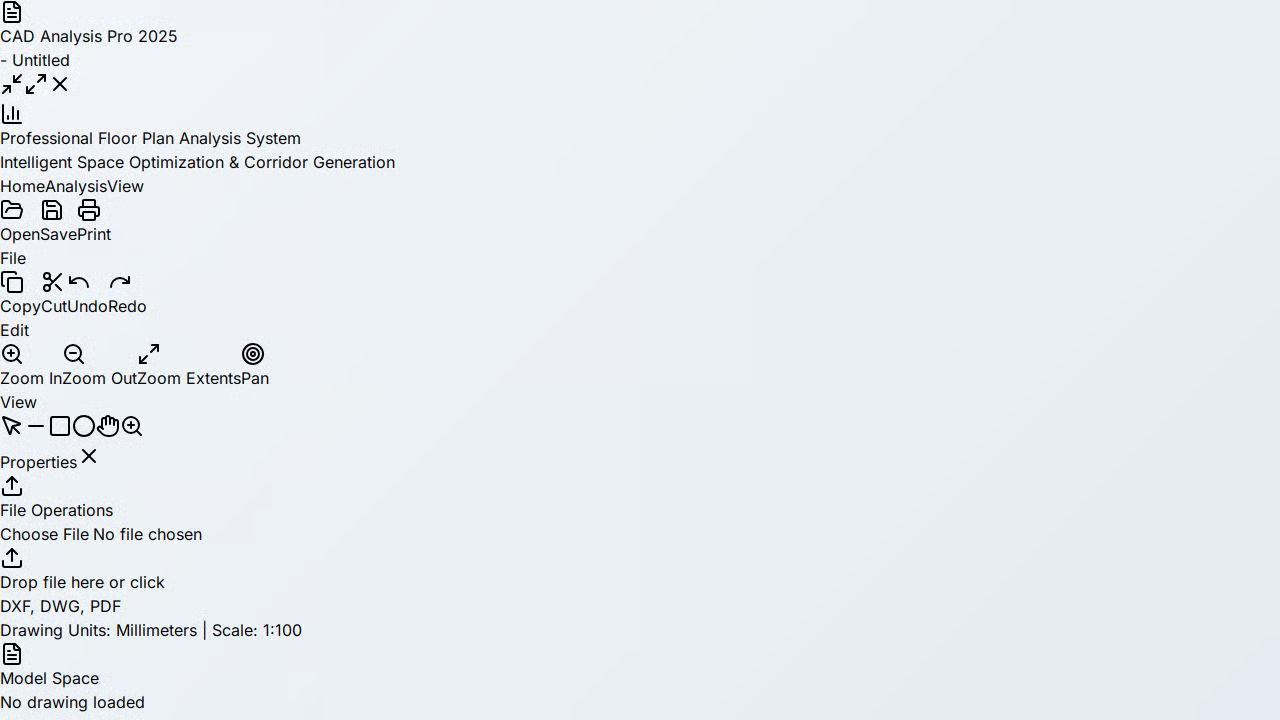 CAD Analysis Pro 2025
- Untitled
Professional Floor Plan Analysis System
Intelligent Space Optimization & Corridor Generation
HomeAnalysisView
OpenSavePrint
File
CopyCutUndoRedo
Edit
Zoom InZoom OutZoom ExtentsPan
View
Properties
File Operations
Choose File No file chosen
Drop file here or click
DXF, DWG, PDF
Drawing Units: Millimeters | Scale: 1:100
Model Space
No drawing loaded